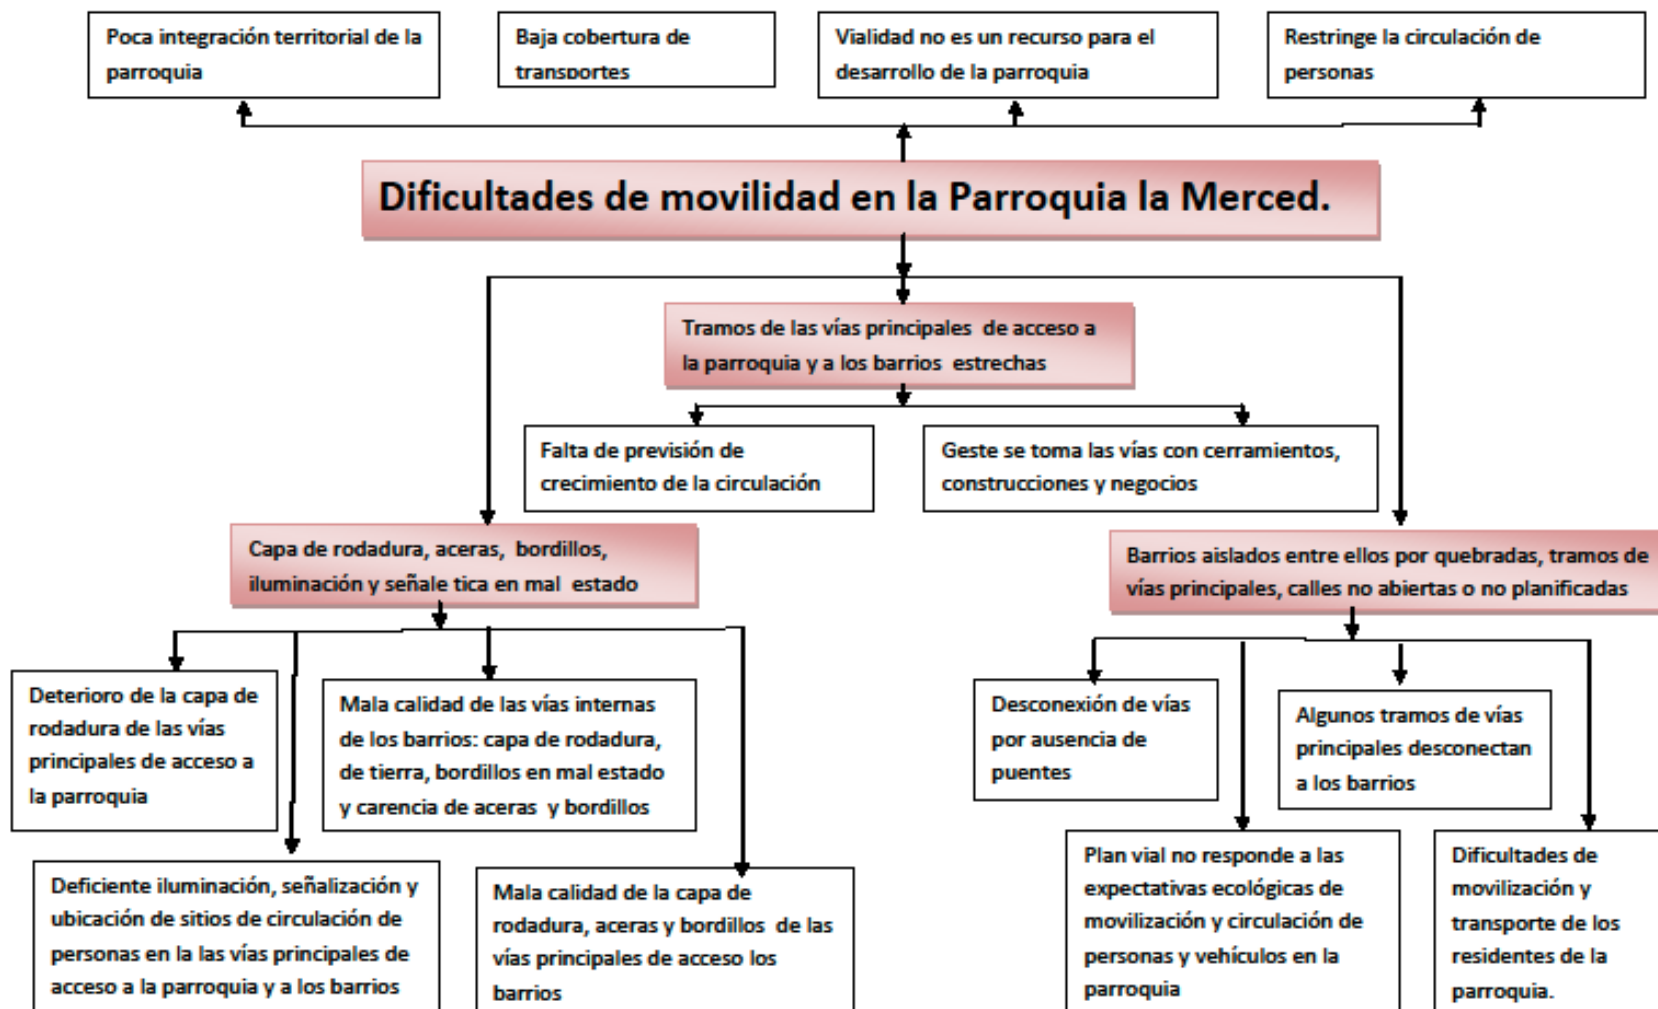 Poca integración territorial de la
parroquia
Baja cobertura de
transportes
Vialidad no es un recurso para el
desarrollo de la parroquia
Restringe la circulación de
personas
Dificultades de movilidad en la Parroquia la Merced.
Tramos de las vías principales de acceso a
la parroquia y a los barrios estrechas
Falta de previsión de
crecimiento de la circulación
Geste se toma las vías con cerramientos,
construcciones y negocios
Capa de rodadura, aceras, bordillos,
iluminación y señale tica en mal estado
Barrios aislados entre ellos por quebradas, tramos de
vías principales, calles no abiertas o no planificadas
Deterioro de la capa de
rodadura de las vías
principales de acceso a
la parroquia
Mala calidad de las vías internas
de los barrios: capa de rodadura,
de tierra, bordillos en mal estado
y carencia de aceras y bordillos
Desconexión de vías
por ausencia de
puentes
Algunos tramos de vías
principales desconectan
a los barrios
Deficiente iluminación, señalización y
ubicación de sitios de circulación de
personas en la las vías principales de
acceso a la parroquia y a los barrios
Mala calidad de la capa de
rodadura, aceras y bordillos de las
vías principales de acceso los
barrios
Plan vial no responde a las
expectativas ecológicas de
movilización y circulación de
personas y vehículos en la
parroquia
Dificultades de
movilización y
transporte de los
residentes de la
parroquia.